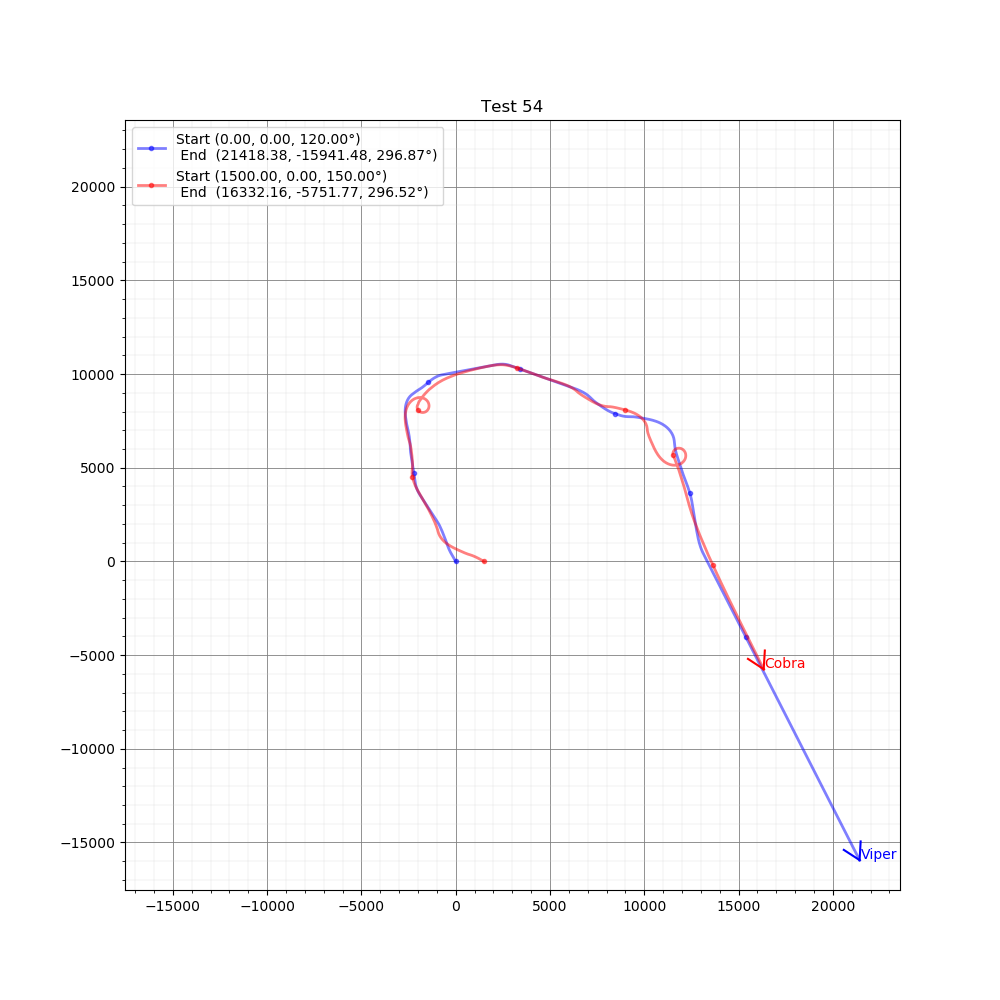 Test 54
Start (0.00, 0.00, 120.00°)
End  (21418.38, -15941.48, 296.87°)
Start (1500.00, 0.00, 150.00°)
End  (16332.16, -5751.77, 296.52°)
20000
15000
10000
5000
0
−5000
−10000
−15000
Cobra
Viper
−15000 −10000 −5000 0 5000 10000 15000 20000